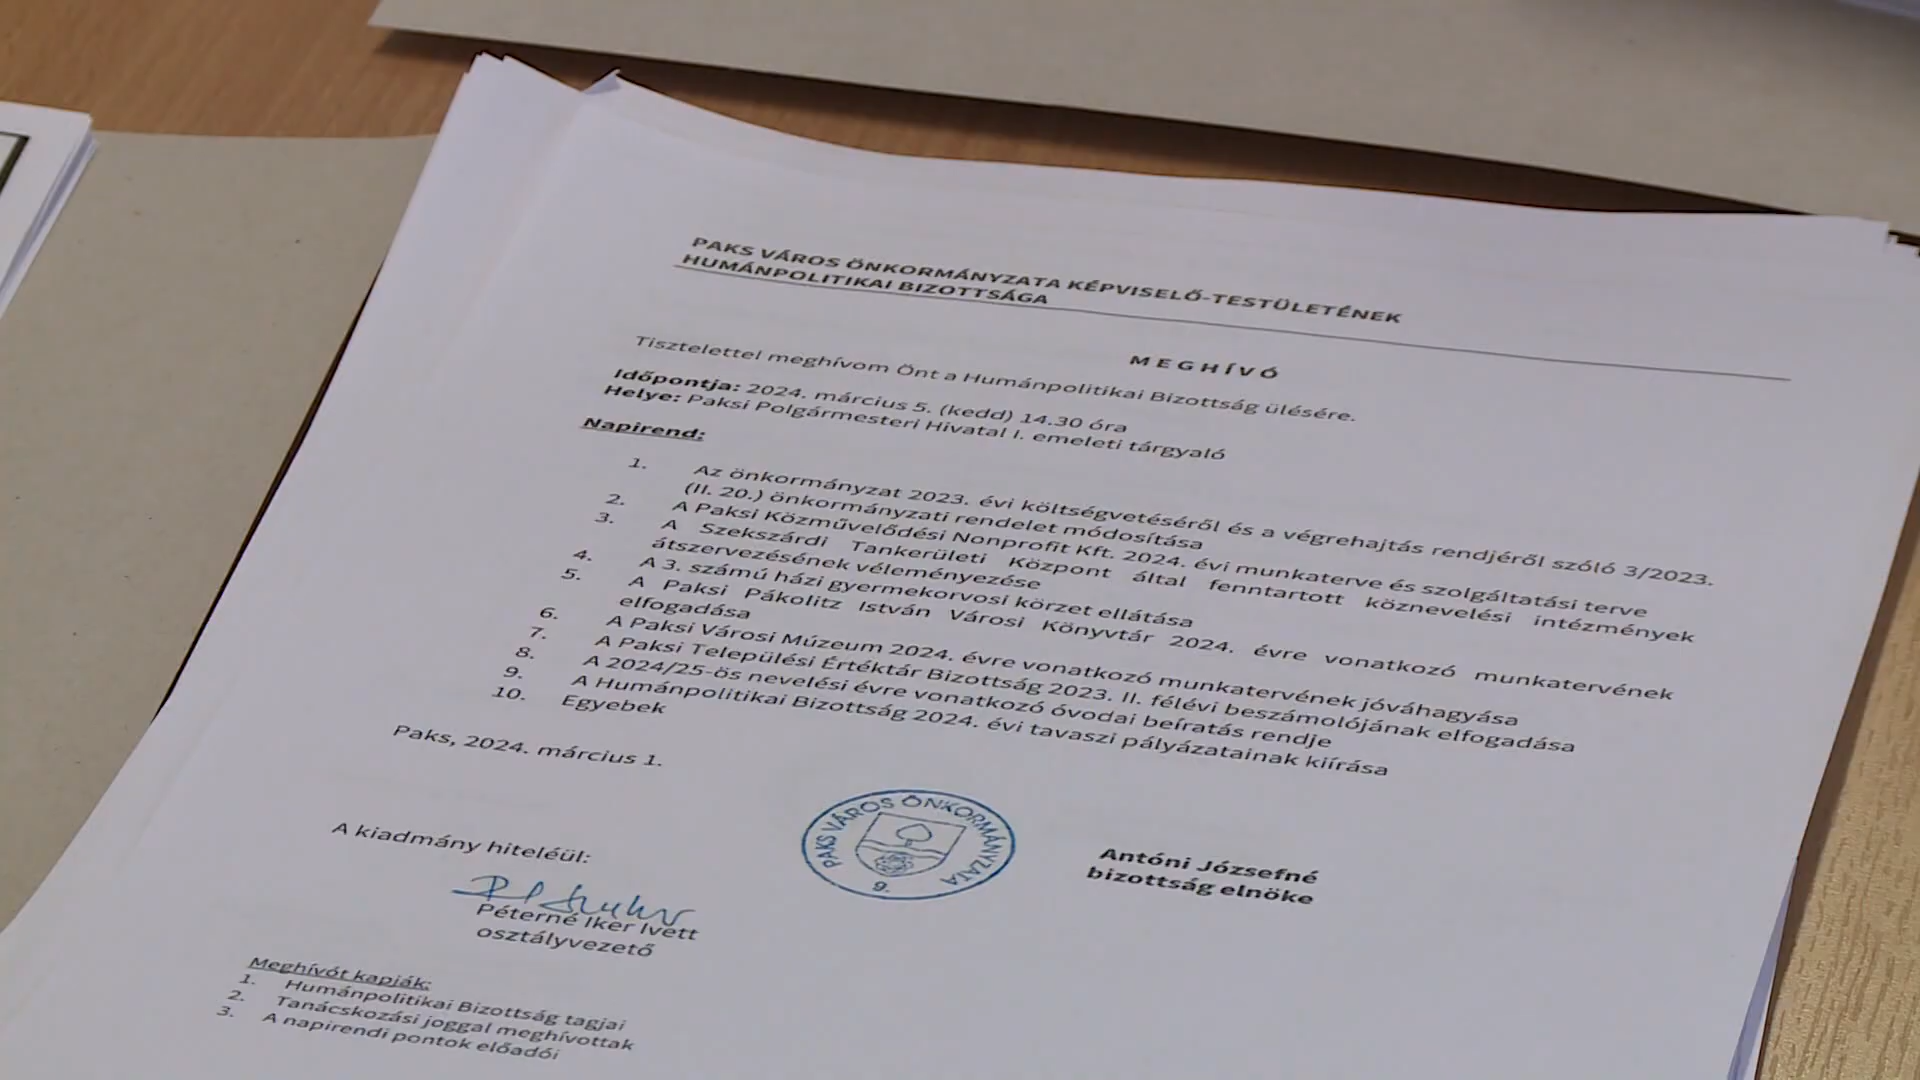 PAKS VÁROS ÖNKORMÁNYZATA KÉPVISELŐ-TESTÜLETÉNEK
HUMÁNPOLITIKAI BIZOTTSÁGA
MEGHÍVÓ
Tisztelettel meghívom Önt a Humánpolitikai Bizottság ülésére.
Időpontja: 2024. március 5. (kedd) 14.30 óra
Helye: Paksi Polgármesteri Hivatal I. emeleti tárgyaló
Napirend:
1. Az önkormányzat 2023. évi költségvetéséről és a végrehajtás rendjéről szóló 3/2023.
(II. 20.) önkormányzati rendelet módosítása
2. A Paksi Közművelődési Nonprofit Kft. 2024. évi munkaterve és szolgáltatási terve
3. A Szekszárdi Tankerületi Központ által fenntartott köznevelési intézmények
átszervezésének véleményezése
4. A 3. számú házi gyermekorvosi körzet ellátása
5. A Paksi Pákolitz István Városi Könyvtár 2024. évre vonatkozó munkatervének
elfogadása
6. A Paksi Városi Múzeum 2024. évre vonatkozó munkatervének jóváhagyása
7. A Paksi Települési Értéktár Bizottság 2023. II. félévi beszámolójának elfogadása
8. A 2024/25-ös nevelési évre vonatkozó óvodai beíratás rendje
9. A Humánpolitikai Bizottság 2024. évi tavaszi pályázatainak kiírása
10. Egyebek
Paks, 2024. március 1.
PAKS VÁROS ÖNKORMÁNYZATA
9.
Antóni Józsefné
bizottság elnöke
A kiadmány hiteléül:
Péterné Iker Ivett
osztályvezető
Meghívót kapják:
1. Humánpolitikai Bizottság tagjai
2. Tanácskozási joggal meghívottak
3. A napirendi pontok előadói